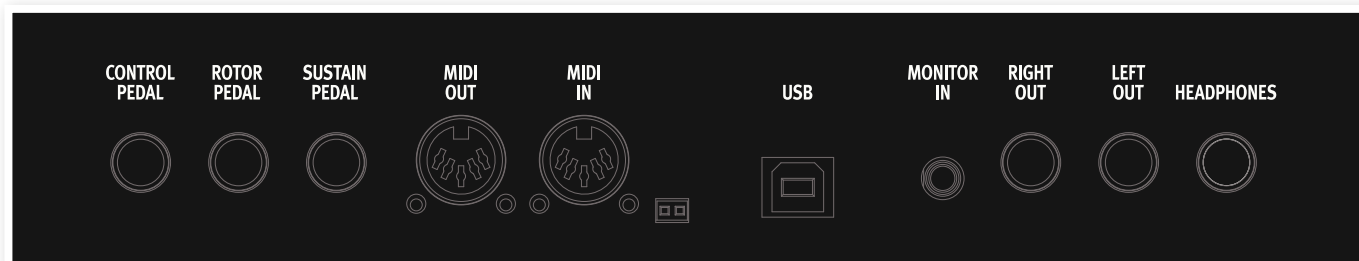 CONTROL
PEDAL
ROTOR
PEDAL
SUSTAIN
PEDAL
MIDI
OUT
MIDI
IN
USB
MONITOR
IN
RIGHT
OUT
LEFT
OUT
HEADPHONES